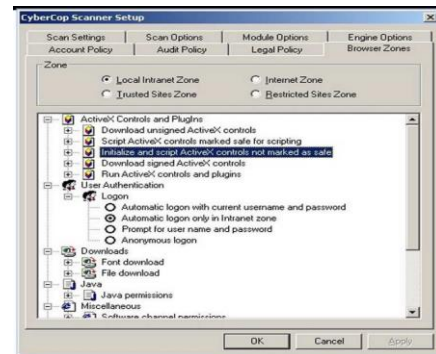 CyberCop Scanner Setup
Scan Settings Scan Options Module Options Engine Options
Account Policy Audit Policy Legal Policy Browser Zones
Zone
Local Intranet Zone Internet Zone
Trusted Sites Zone Restricted Sites Zone
ActiveX Controls and PlugIns
Download unsigned ActiveX controls
Script ActiveX controls marked safe for scripting
Initialize and script ActiveX controls not marked as safe
Download signed ActiveX controls
Run ActiveX controls and plugins
User Authentication
Logon
Automatic logon with current username and password
Automatic logon only in Intranet zone
Prompt for user name and password
Anonymous logon
Downloads
Font download
File download
Java
Java permissions
Miscellaneous
Software channel permissions
OK Cancel Apply